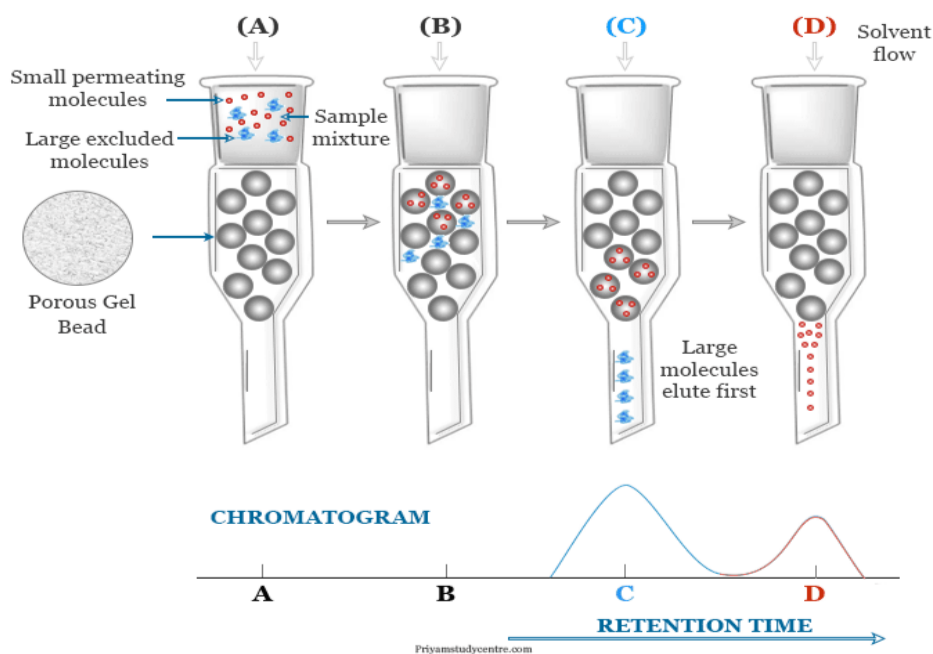 (A)
(B)
(C)
(D)
Solvent
flow
Small permeating
molecules
Sample
mixture
Large excluded
molecules
Porous Gel
Bead
Large
molecules
elute first
CHROMATOGRAM
A
B
C
D
RETENTION TIME
Priyamstudycentre.com